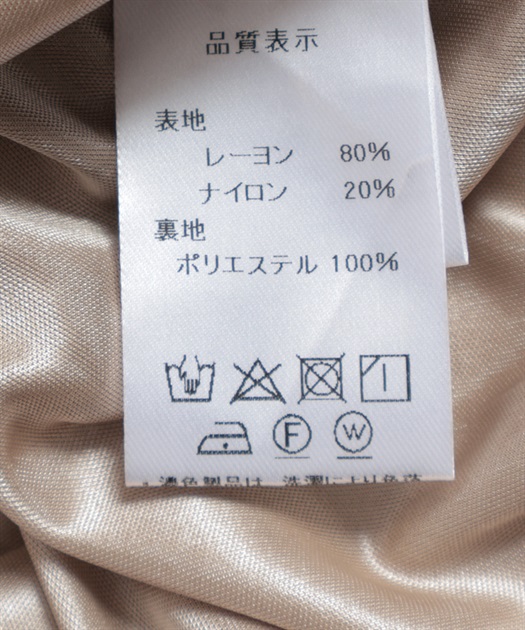 品質表示
表地
レーヨン 80%
ナイロン 20%
裏地
ポリエステル 100%
F W